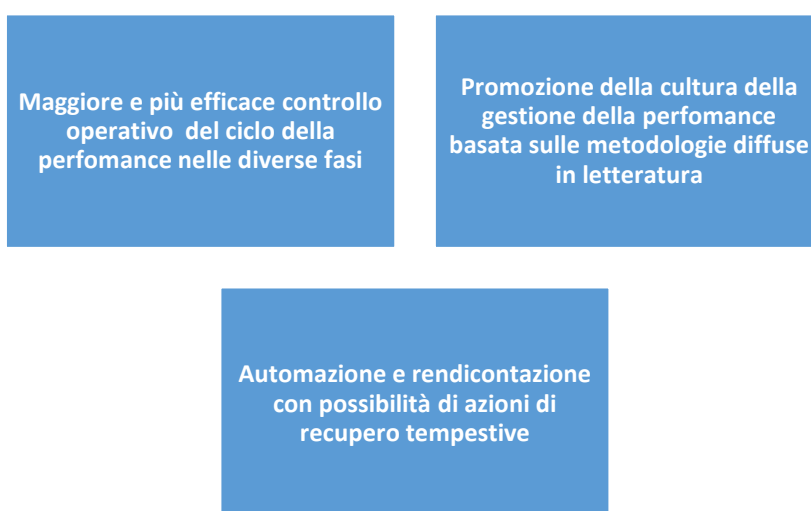 Maggiore e più efficace controllo
operativo del ciclo della
perfomance nelle diverse fasi
Promozione della cultura della
gestione della perfomance
basata sulle metodologie diffuse
in letteratura
Automazione e rendicontazione
con possibilità di azioni di
recupero tempestive